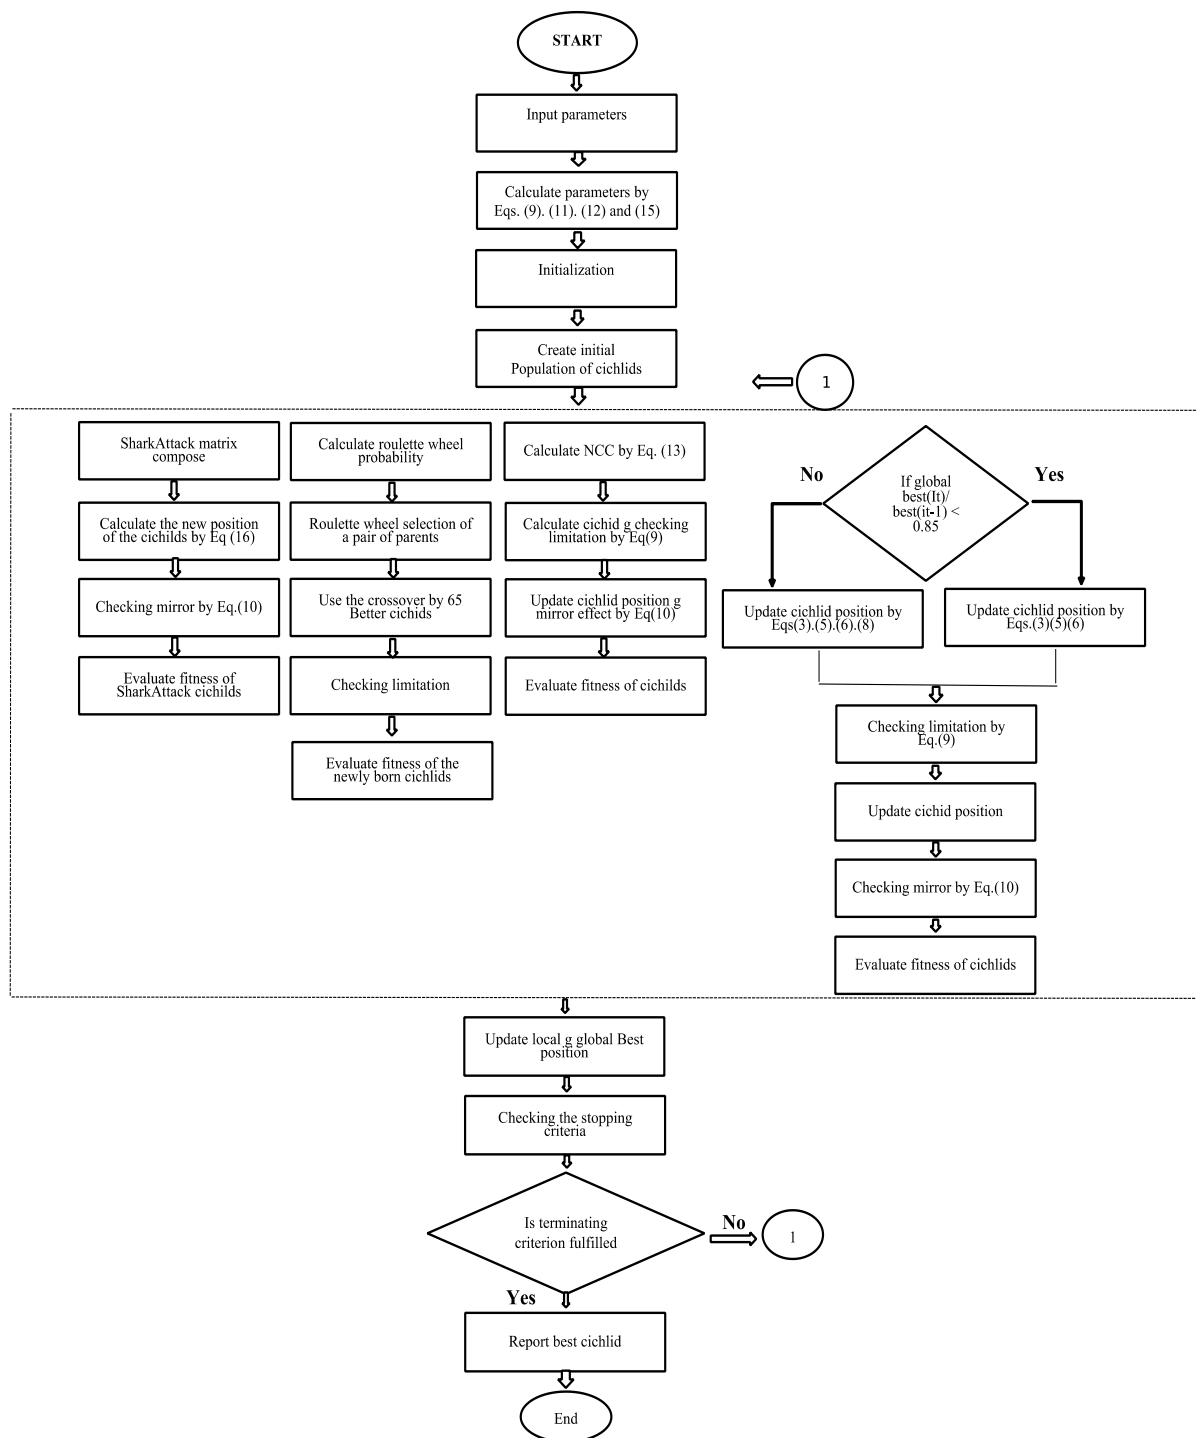 START
Input parameters
Calculate parameters by
Eqs. (9). (11). (12) and (15)
Initialization
Create initial
Population of cichlids
1
SharkAttack matrix
compose
Calculate the new position
of the cichilds by Eq (16)
Checking mirror by Eq.(10)
Evaluate fitness of
SharkAttack cichilds
Calculate roulette wheel
probability
Roulette wheel selection of
a pair of parents
Use the crossover by 65
Better cichids
Checking limitation
Evaluate fitness of the
newly born cichlids
Calculate NCC by Eq. (13)
Calculate cichid g checking
limitation by Eq(9)
Update cichlid position g
mirror effect by Eq(10)
Evaluate fitness of cichilds
No
If global
best(It)/
best(it-1) <
0.85
Yes
Update cichlid position by
Eqs(3).(5).(6).(8)
Update cichlid position by
Eqs.(3)(5)(6)
Checking limitation by
Eq.(9)
Update cichid position
Checking mirror by Eq.(10)
Evaluate fitness of cichlids
Update local g global Best
position
Checking the stopping
criteria
Is terminating
criterion fulfilled
No
1
Yes
Report best cichlid
End